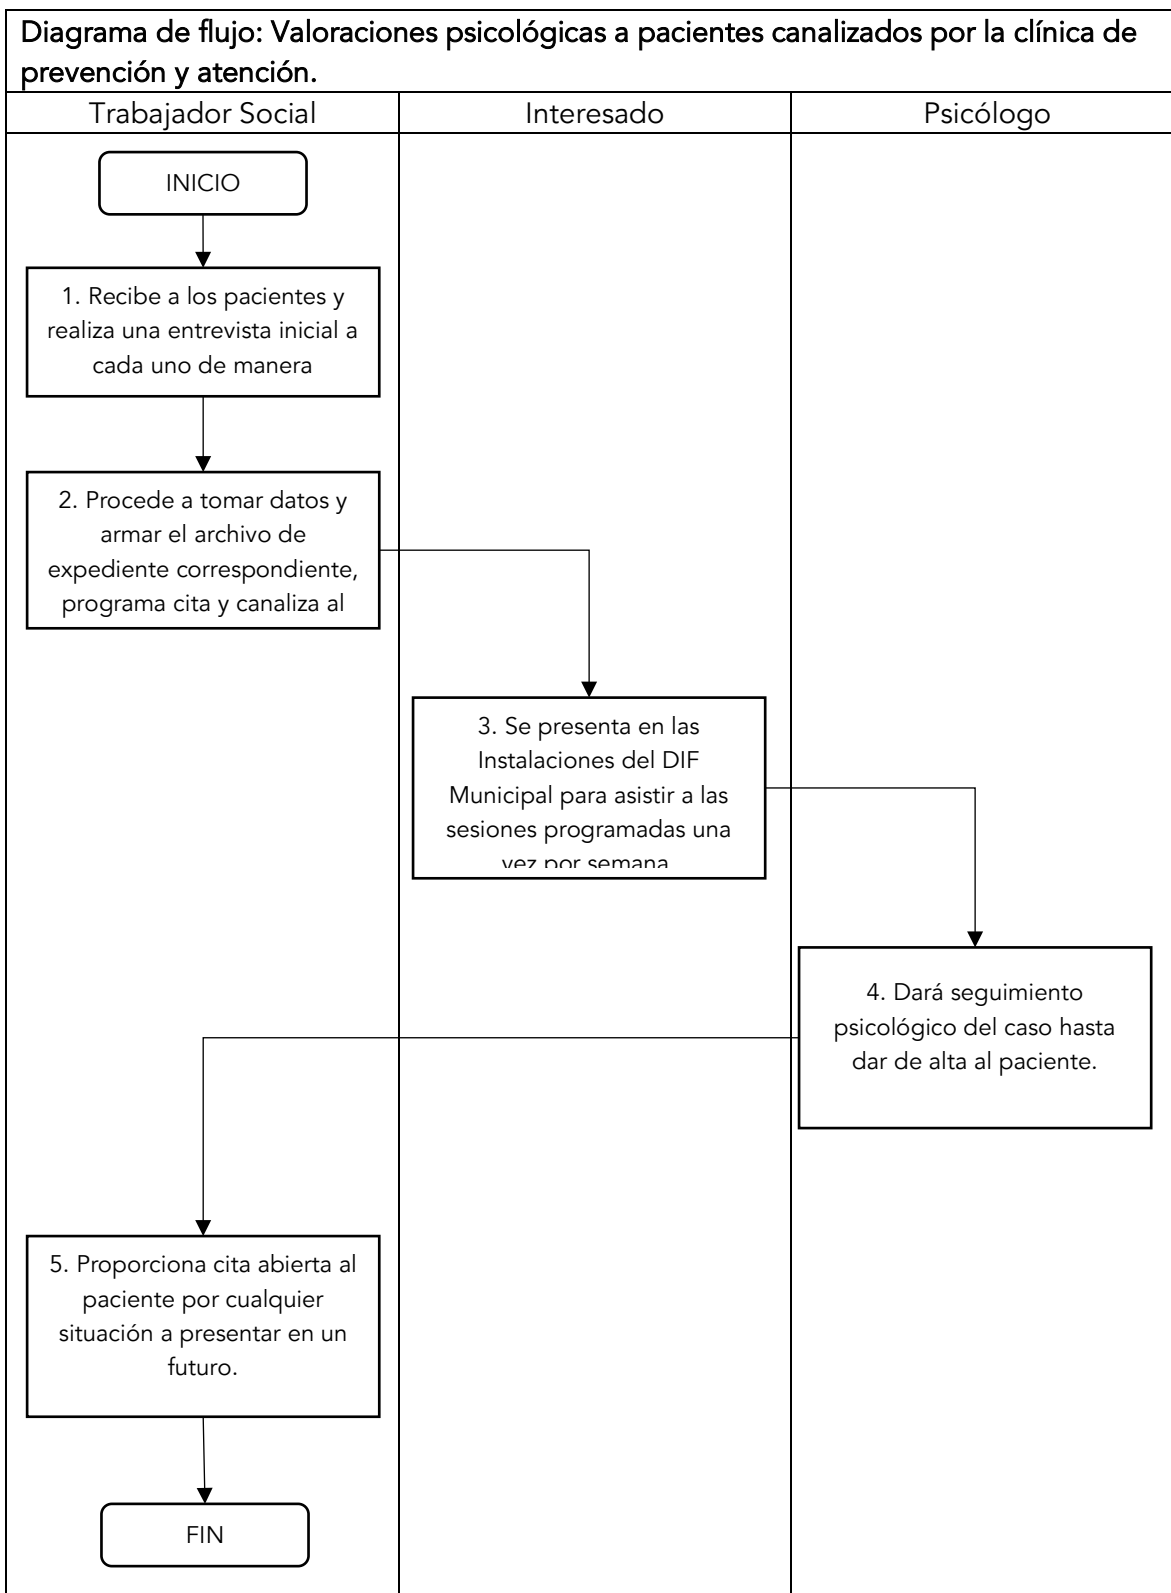 Diagrama de flujo: Valoraciones psicológicas a pacientes canalizados por la clínica de
prevención y atención.
Trabajador Social
Interesado
Psicólogo
INICIO
1. Recibe a los pacientes y
realiza una entrevista inicial a
cada uno de manera
2. Procede a tomar datos y
armar el archivo de
expediente correspondiente,
programa cita y canaliza al
3. Se presenta en las
Instalaciones del DIF
Municipal para asistir a las
sesiones programadas una
vez por semana
4. Dará seguimiento
psicológico del caso hasta
dar de alta al paciente.
5. Proporciona cita abierta al
paciente por cualquier
situación a presentar en un
futuro.
FIN